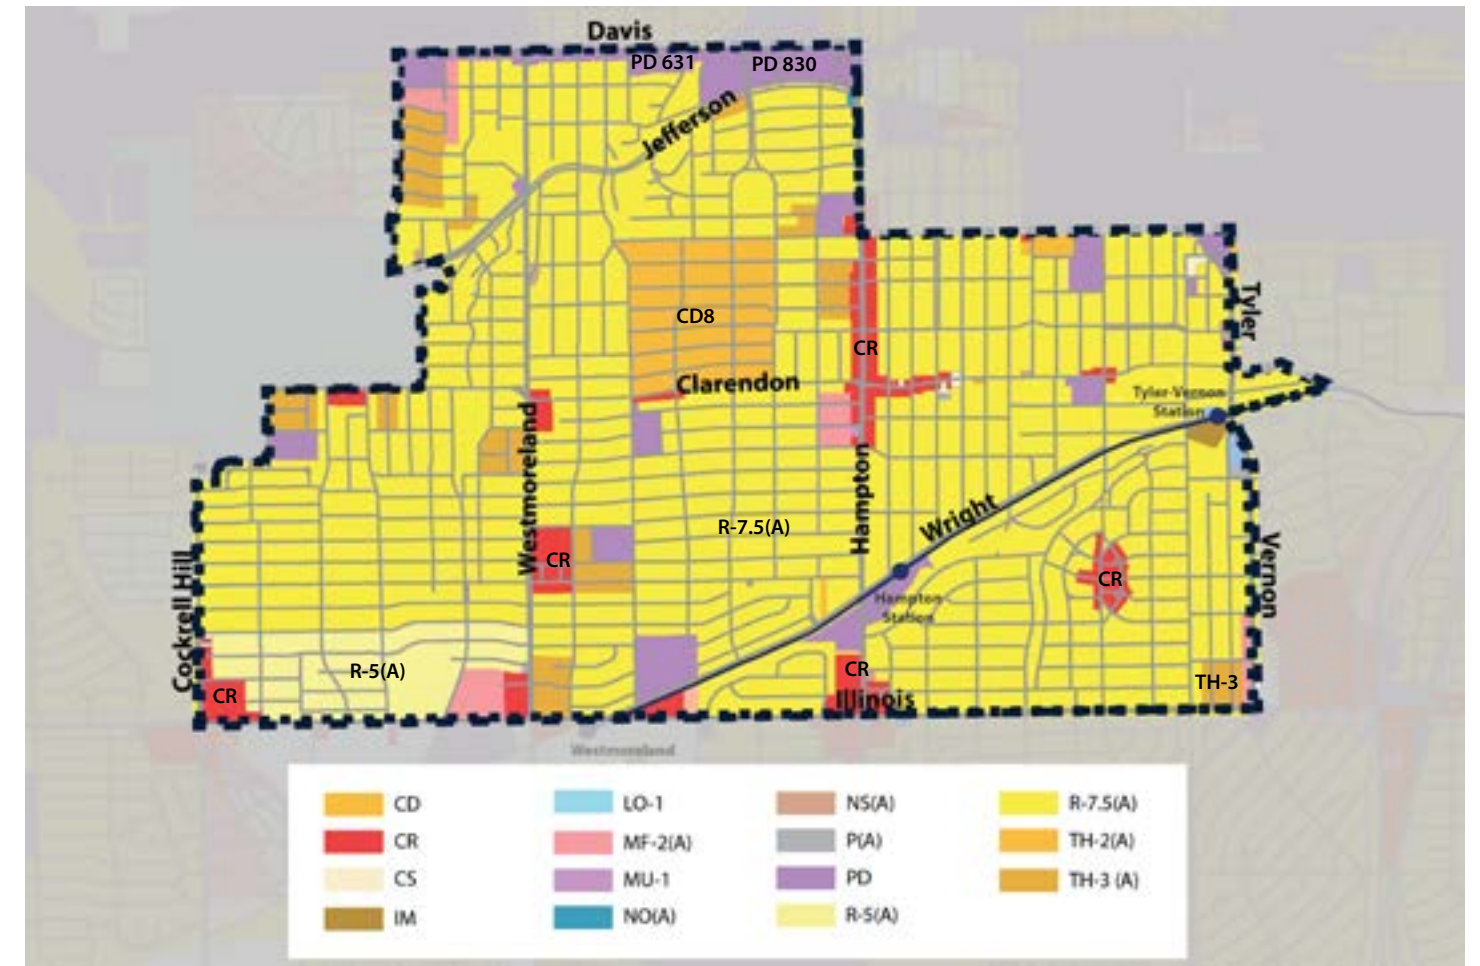 Davis
PD 631
PD 830
Jefferson
CD8
Tyler
CR
Clarendon
Tyler-Vernon
Station
Westmoreland
Hampton
Wright
R-7.5(A)
CR
Cockrell Hill
Vernon
CR
Hampton
Station
R-5(A)
CR
CR
TH-3
Illinois
Westmoreland
CD
LO-1
NS(A)
R-7.5(A)
CR
MF-2(A)
P(A)
TH-2(A)
CS
MU-1
PD
TH-3 (A)
IM
NO(A)
R-5(A)